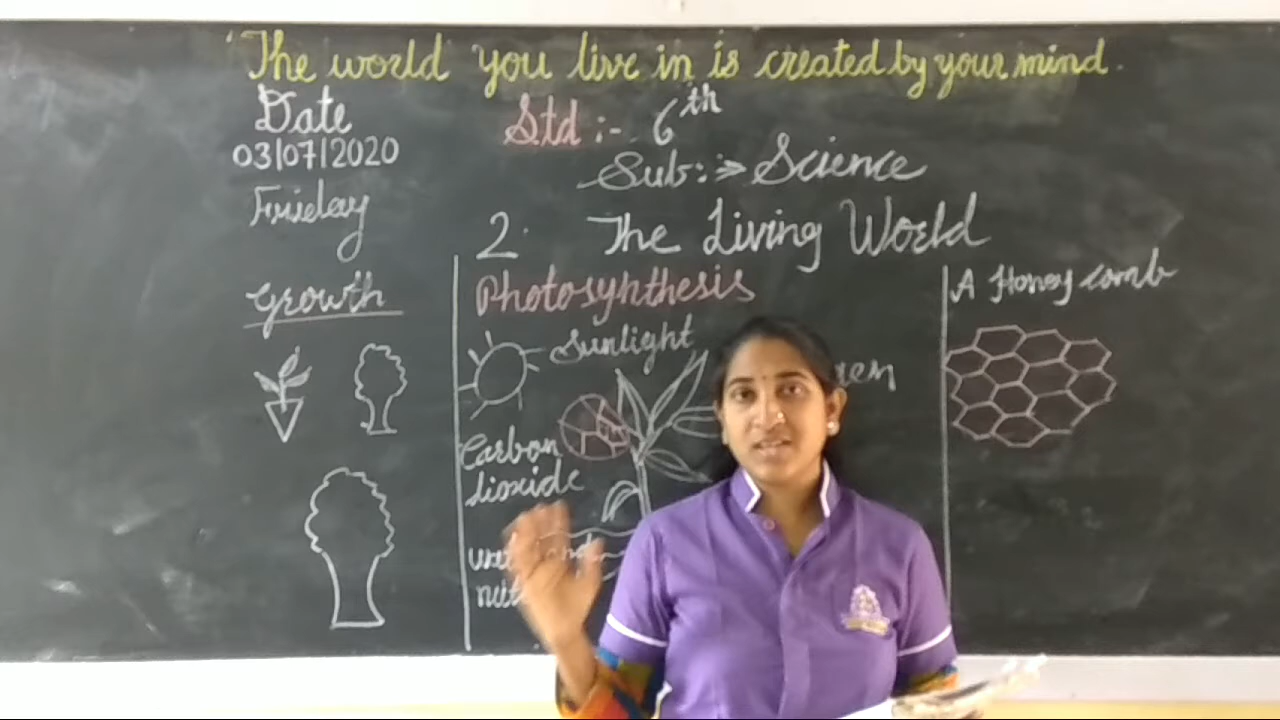 The world you live in is created by your mind.
Date
03/07/2020
Friday
Std :- 6th
Sub:⇒ Science
2. The Living World
Growth
Photosynthesis
Sunlight
Carbon
dioxide
A Honey comb